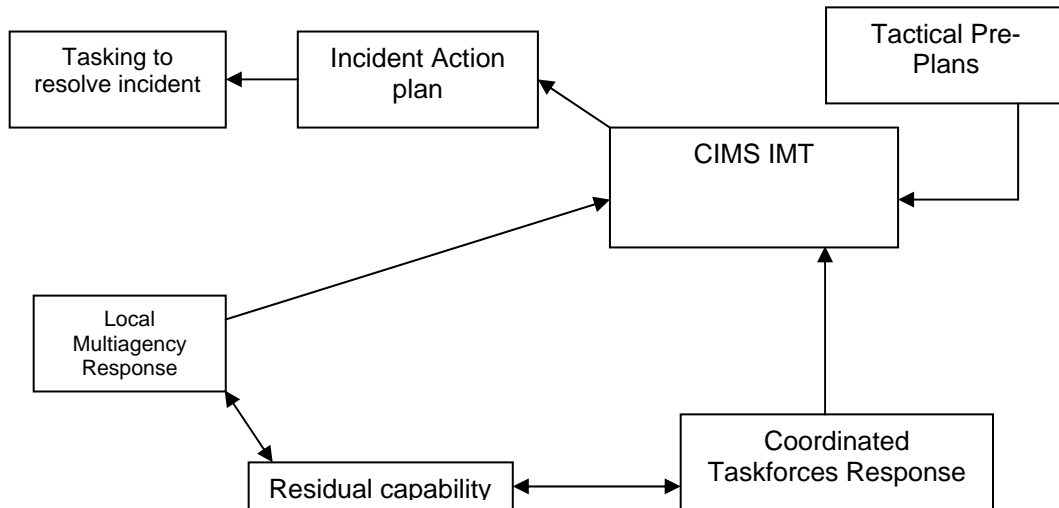 Tactical Pre-
Plans
Tasking to
resolve incident
Incident Action
plan
CIMS IMT
Local
Multiagency
Response
Coordinated
Taskforces Response
Residual capability